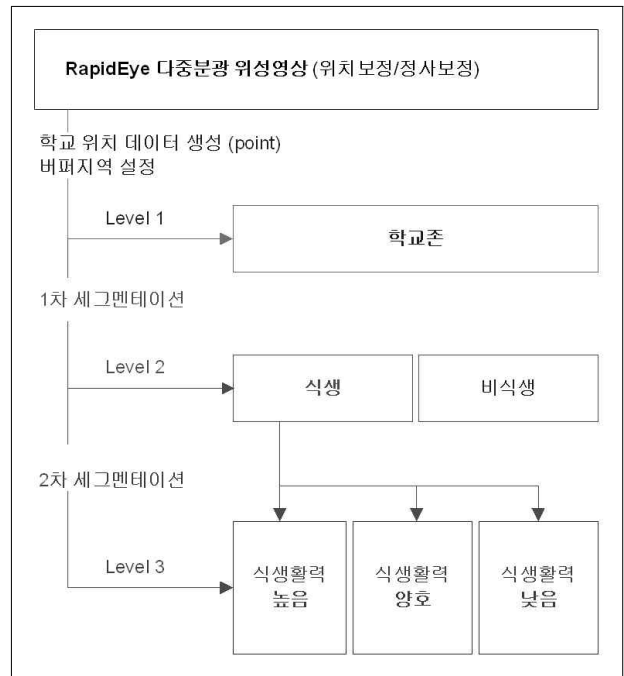 RapidEye 다중분광 위성영상 (위치보정/정사보정)
학교 위치 데이터 생성 (point)
버퍼지역 설정
Level 1
학교존
1차 세그멘테이션
Level 2
식생
비식생
2차 세그멘테이션
Level 3
식생활력
높음
식생활력
양호
식생활력
낮음